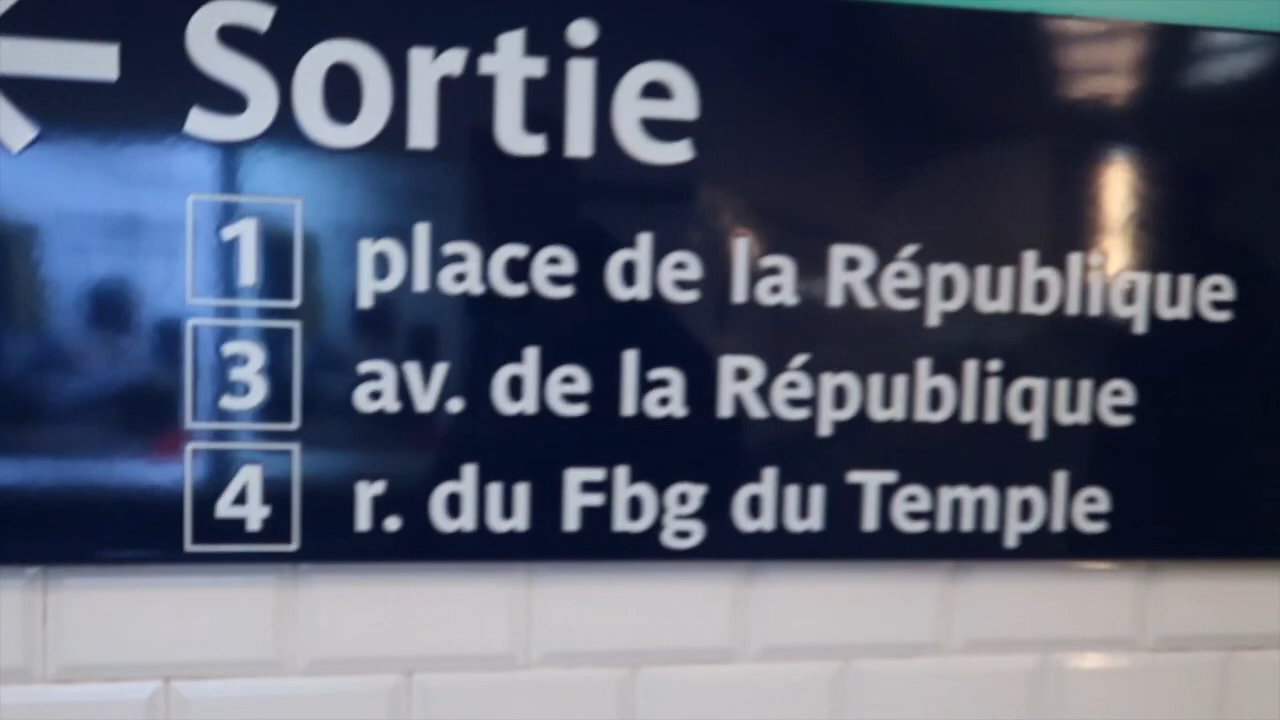 Sortie
1 place de la République
3 av. de la République
4 r. du Fbg du Temple